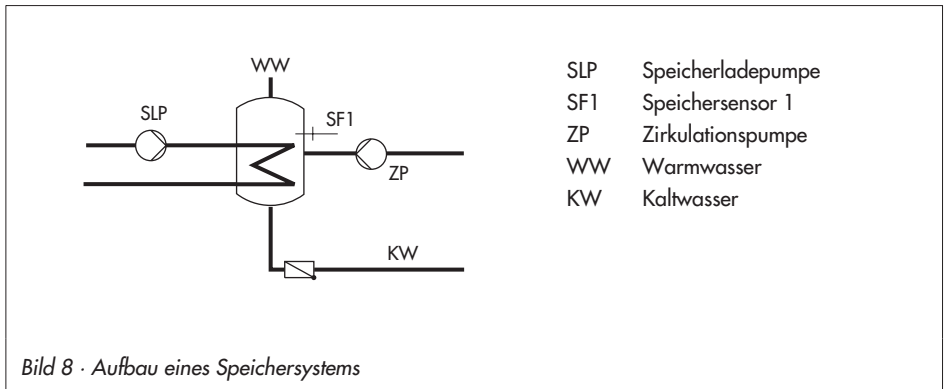 WW
SLP
SF1
ZP
KW
SLP Speicherladepumpe
SF1 Speichersensor 1
ZP Zirkulationspumpe
WW Warmwasser
KW Kaltwasser
Bild 8 · Aufbau eines Speichersystems